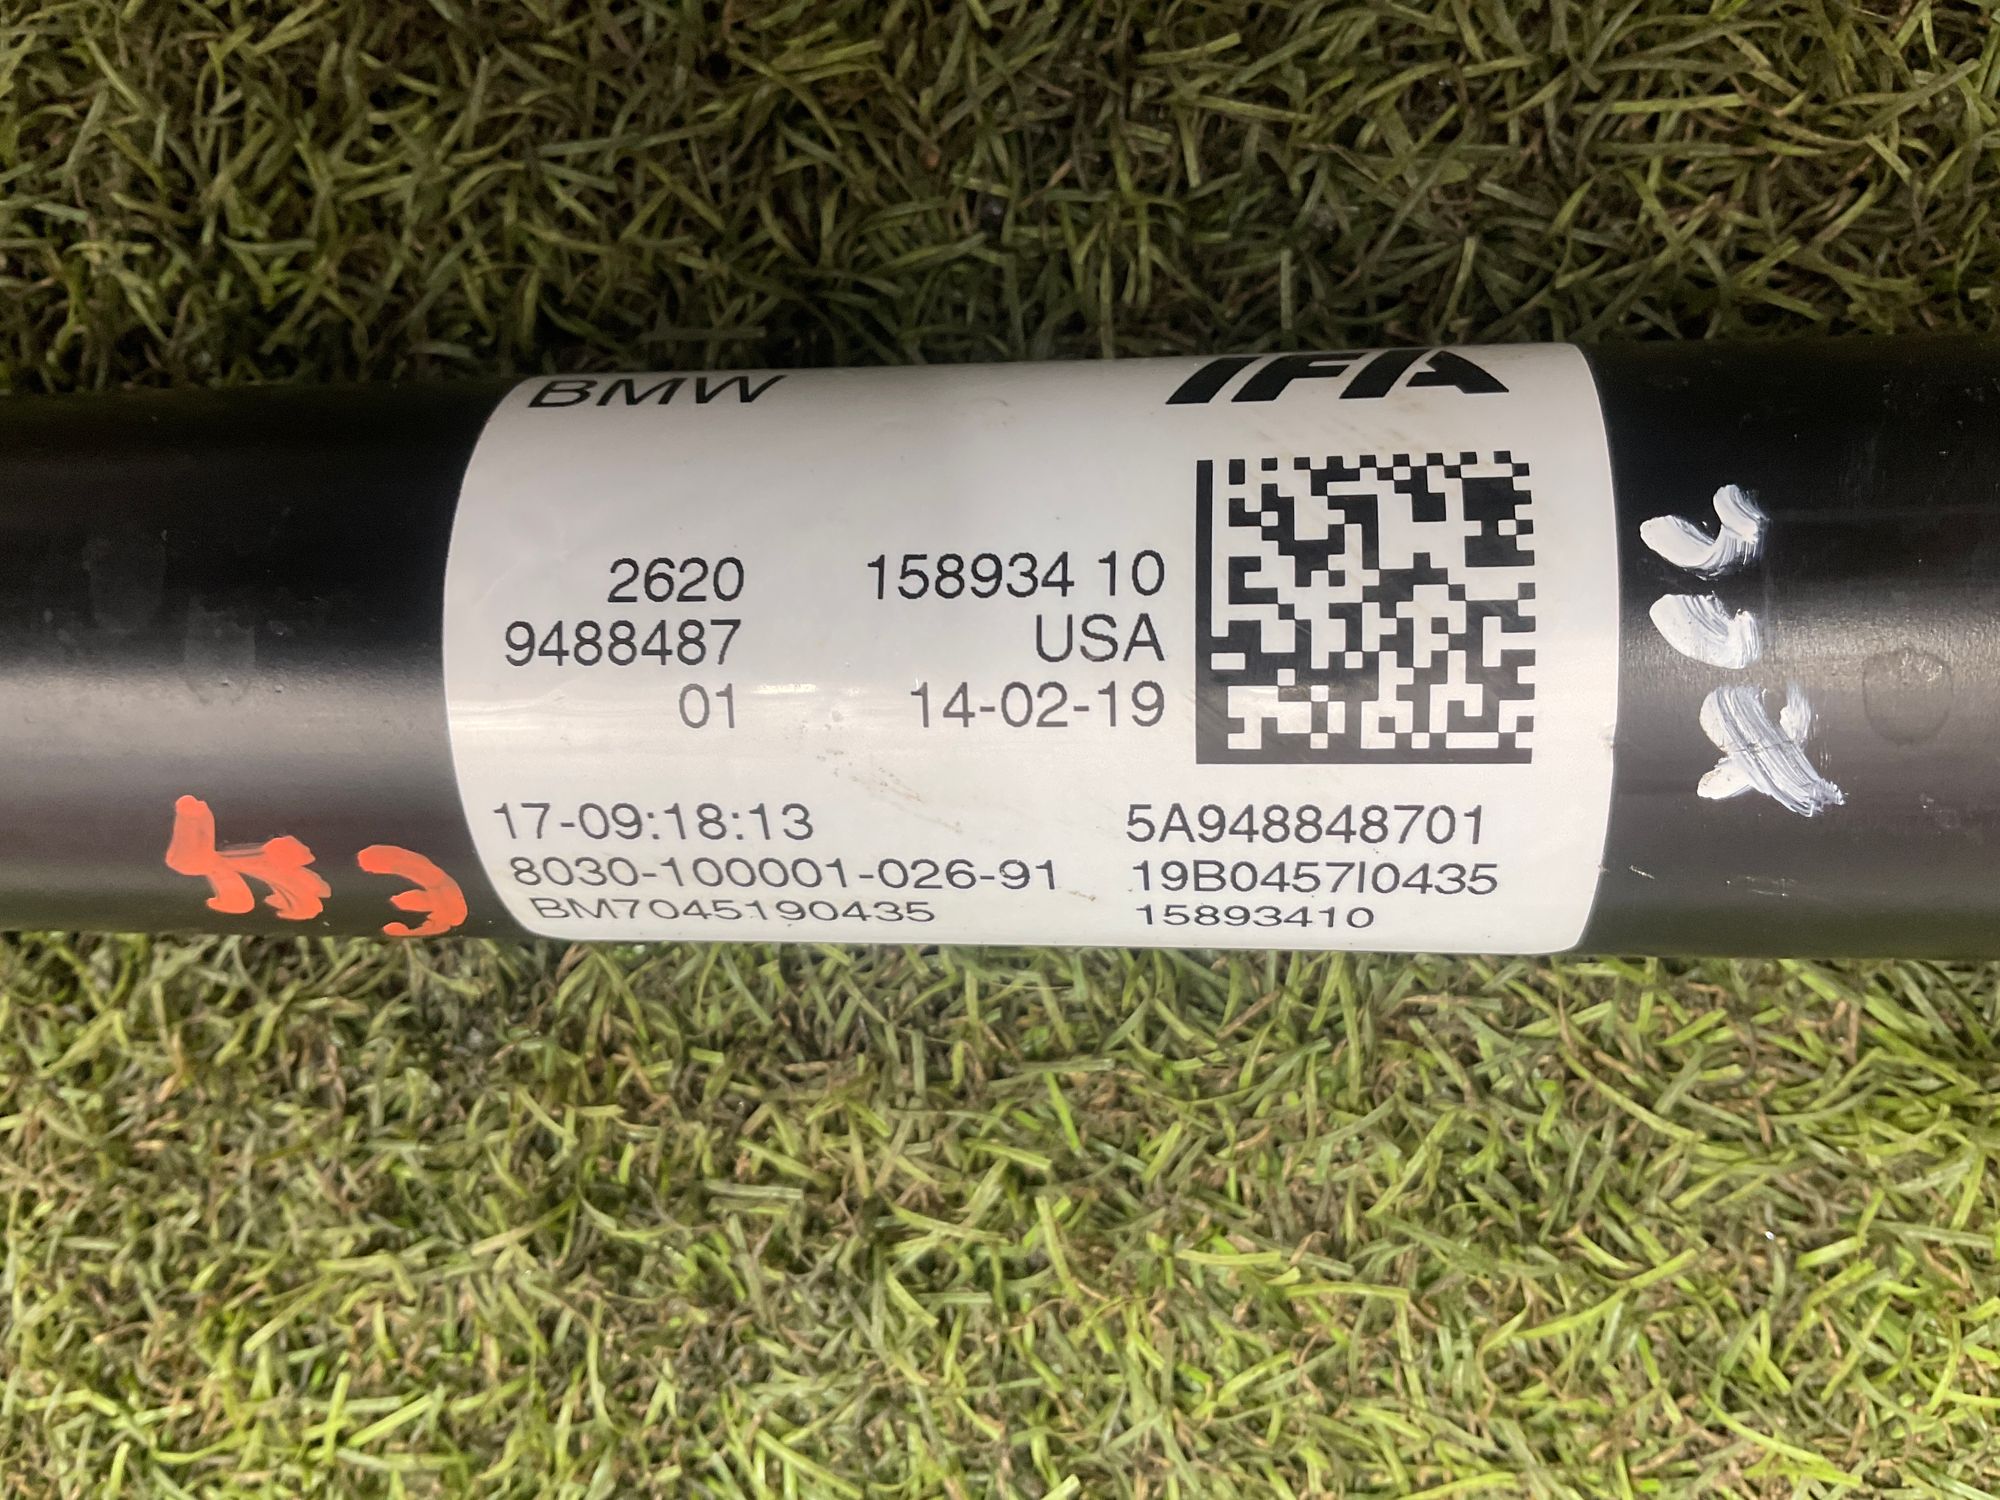 BMW IFA
2620 158934 10
9488487 USA
01 14-02-19
17-09:18:13 5A948848701
8030-100001-026-91 19B0457I0435
BM7045190435 15893410